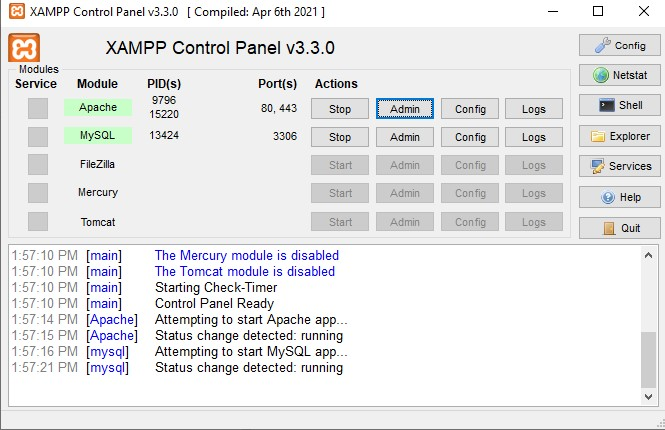 XAMPP Control Panel v3.3.0 [ Compiled: Apr 6th 2021 ]
XAMPP Control Panel v3.3.0
Config
Modules
Service Module PID(s) Port(s) Actions
Netstat
Apache 9796 15220 80, 443 Stop Admin Config Logs
Shell
MySQL 13424 3306 Stop Admin Config Logs
Explorer
FileZilla Start Admin Config Logs
Services
Mercury Start Admin Config Logs
Help
Tomcat Start Admin Config Logs
Quit
1:57:10 PM [main] The Mercury module is disabled
1:57:10 PM [main] The Tomcat module is disabled
1:57:10 PM [main] Starting Check-Timer
1:57:10 PM [main] Control Panel Ready
1:57:14 PM [Apache] Attempting to start Apache app...
1:57:15 PM [Apache] Status change detected: running
1:57:16 PM [mysql] Attempting to start MySQL app...
1:57:21 PM [mysql] Status change detected: running